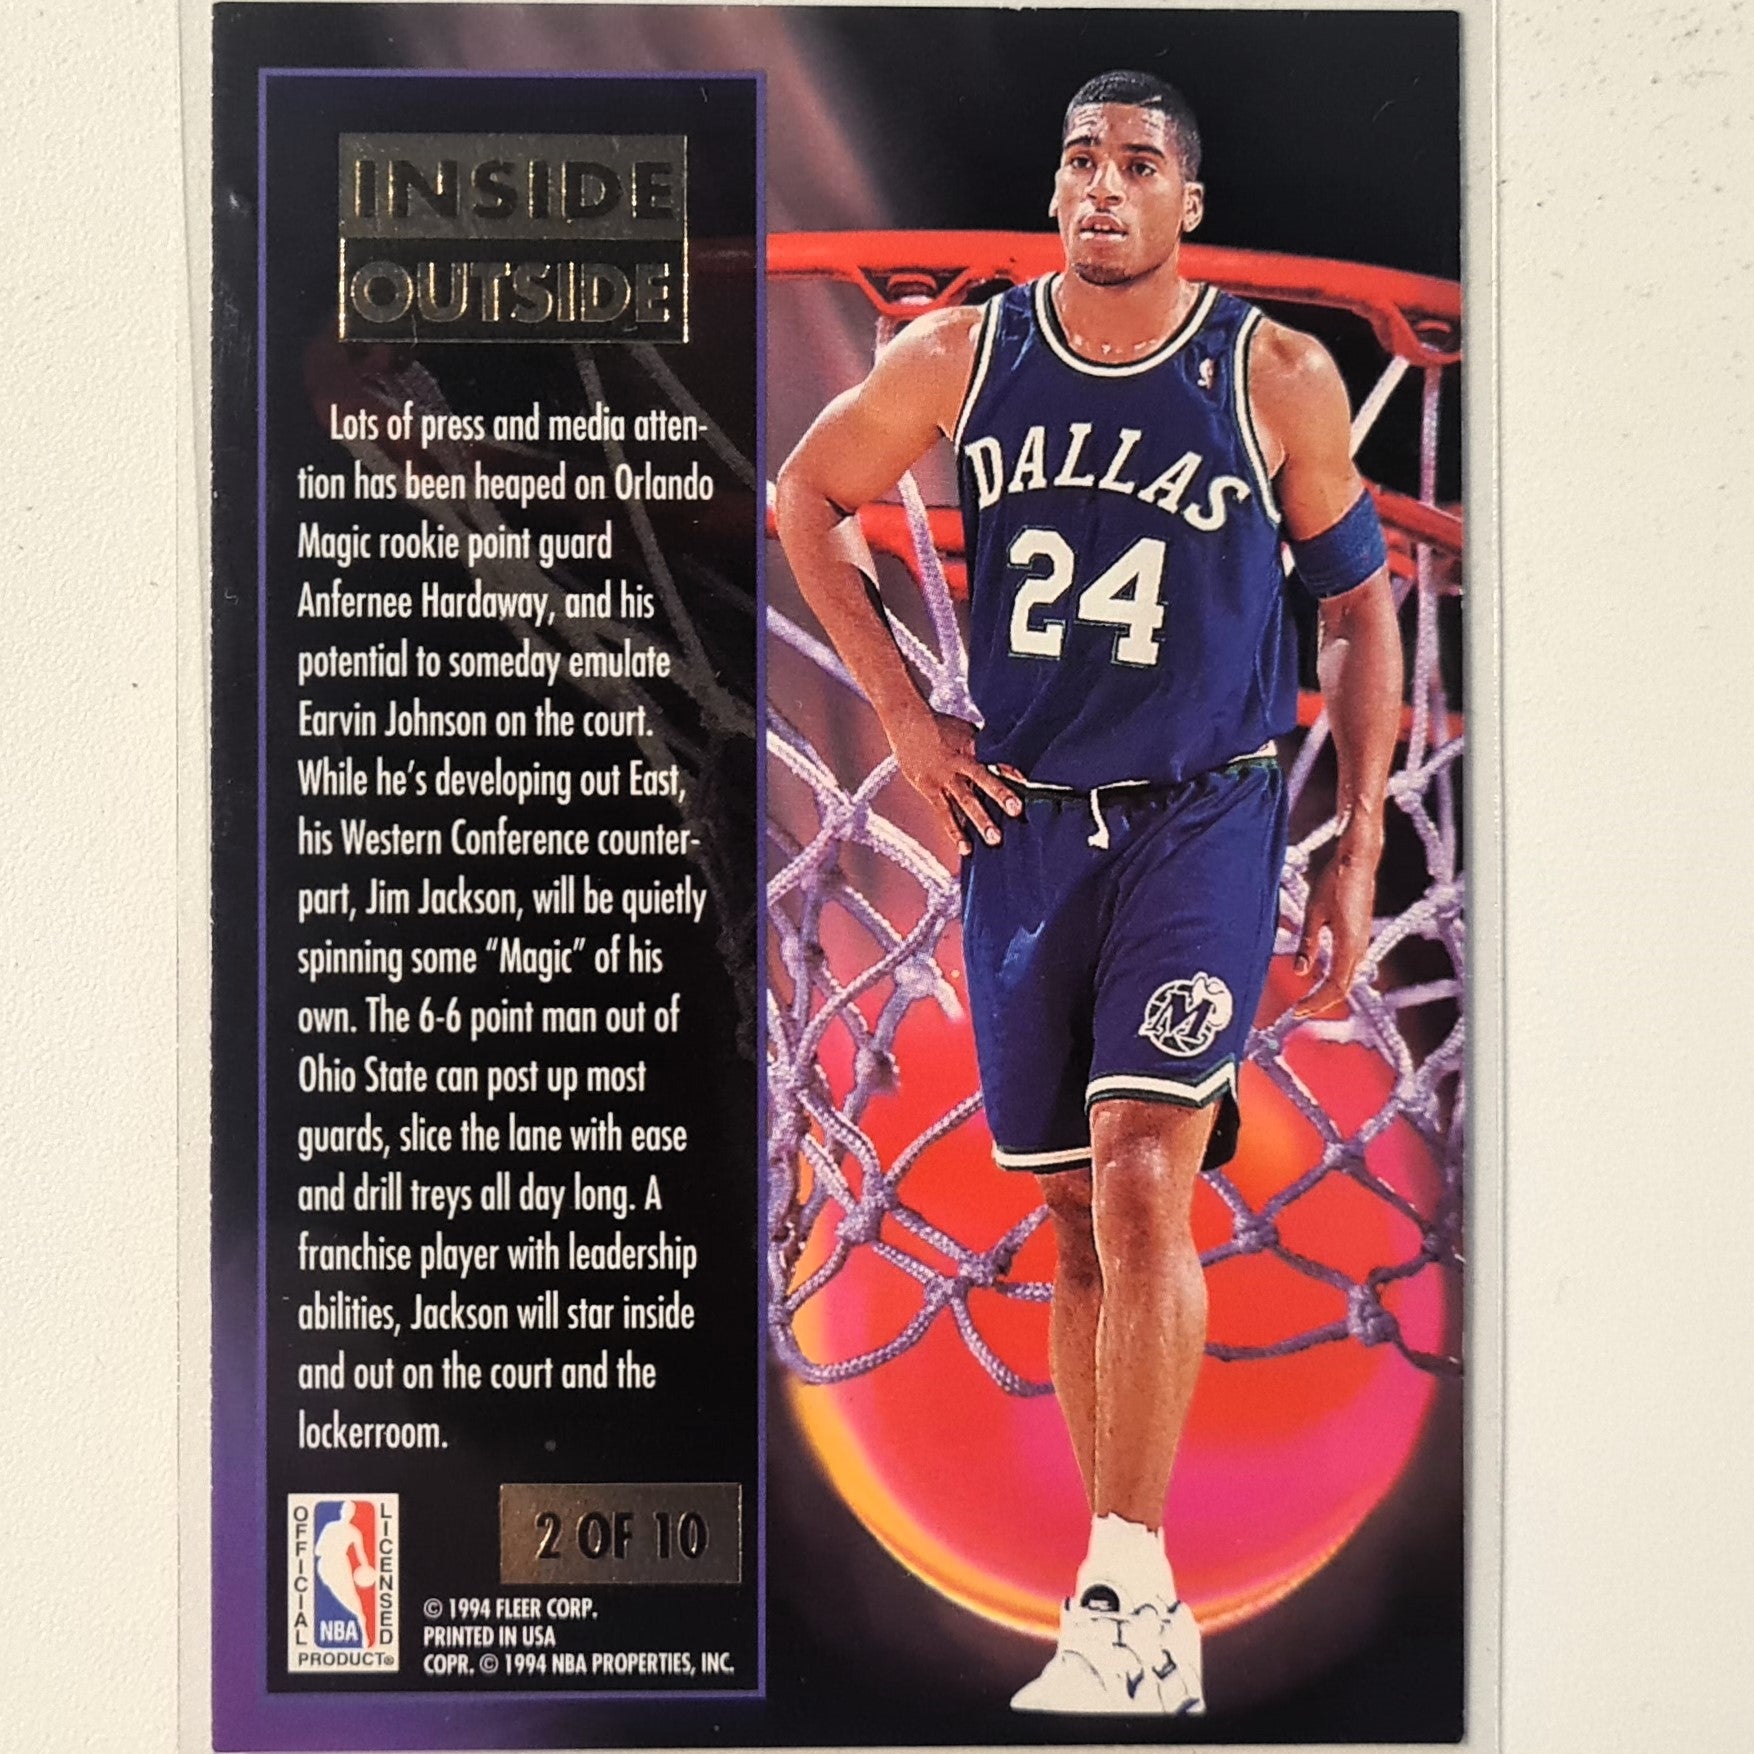 INSIDE
OUTSIDE
Lots of press and media atten-
tion has been heaped on Orlando
Magic rookie point guard
Anfernee Hardaway, and his
potential to someday emulate
Earvin Johnson on the court.
While he's developing out East,
his Western Conference counter-
part, Jim Jackson, will be quietly
spinning some “Magic” of his
own. The 6-6 point man out of
Ohio State can post up most
guards, slice the lane with ease
and drill treys all day long. A
franchise player with leadership
abilities, Jackson will star inside
and out on the court and the
lockerroom.
2 OF 10
OFFICIAL
LICENSED
NBA
PRODUCT®
© 1994 FLEER CORP.
PRINTED IN USA
COPR. © 1994 NBA PROPERTIES, INC.
DALLAS
24
M